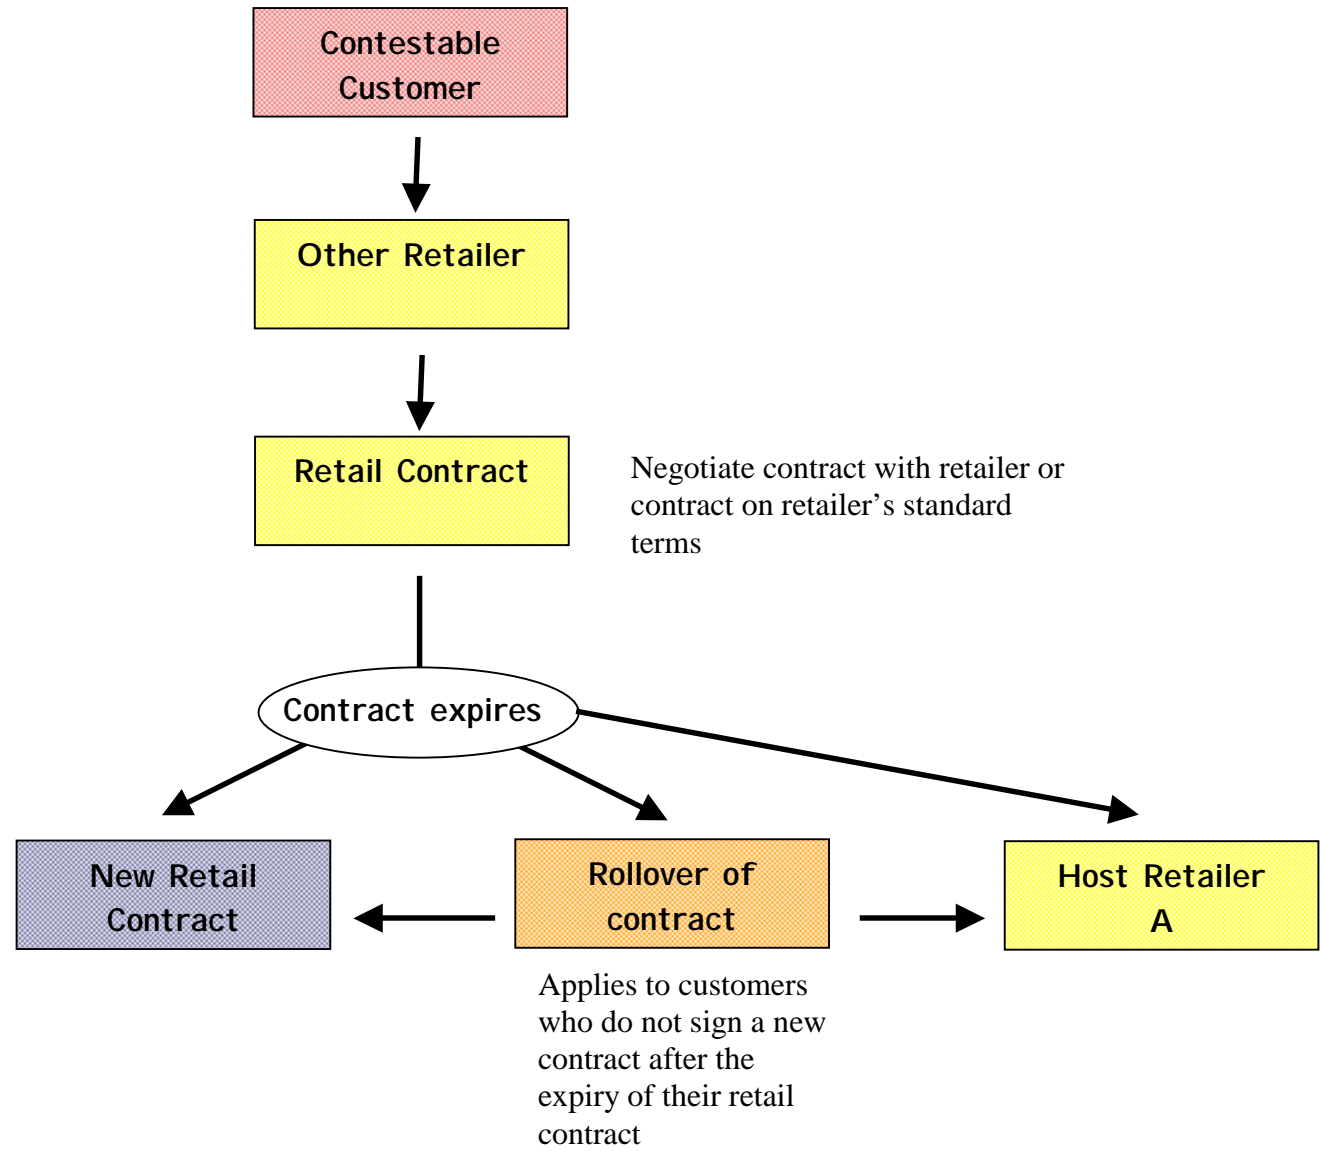 Contestable
Customer
Other Retailer
Retail Contract
Negotiate contract with retailer or
contract on retailer’s standard
terms
Contract expires
New Retail
Contract
Rollover of
contract
Host Retailer
A
Applies to customers
who do not sign a new
contract after the
expiry of their retail
contract